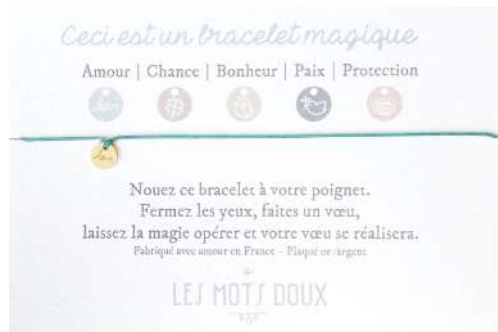 Ceci est un bracelet magique
Amour | Chance | Bonheur | Paix | Protection
Nouez ce bracelet à votre poignet.
Fermez les yeux, faites un vœu,
laissez la magie opérer et votre vœu se réalisera.
Fabriqué avec amour en France – Plaqué or /argent
LES MOTS DOUX